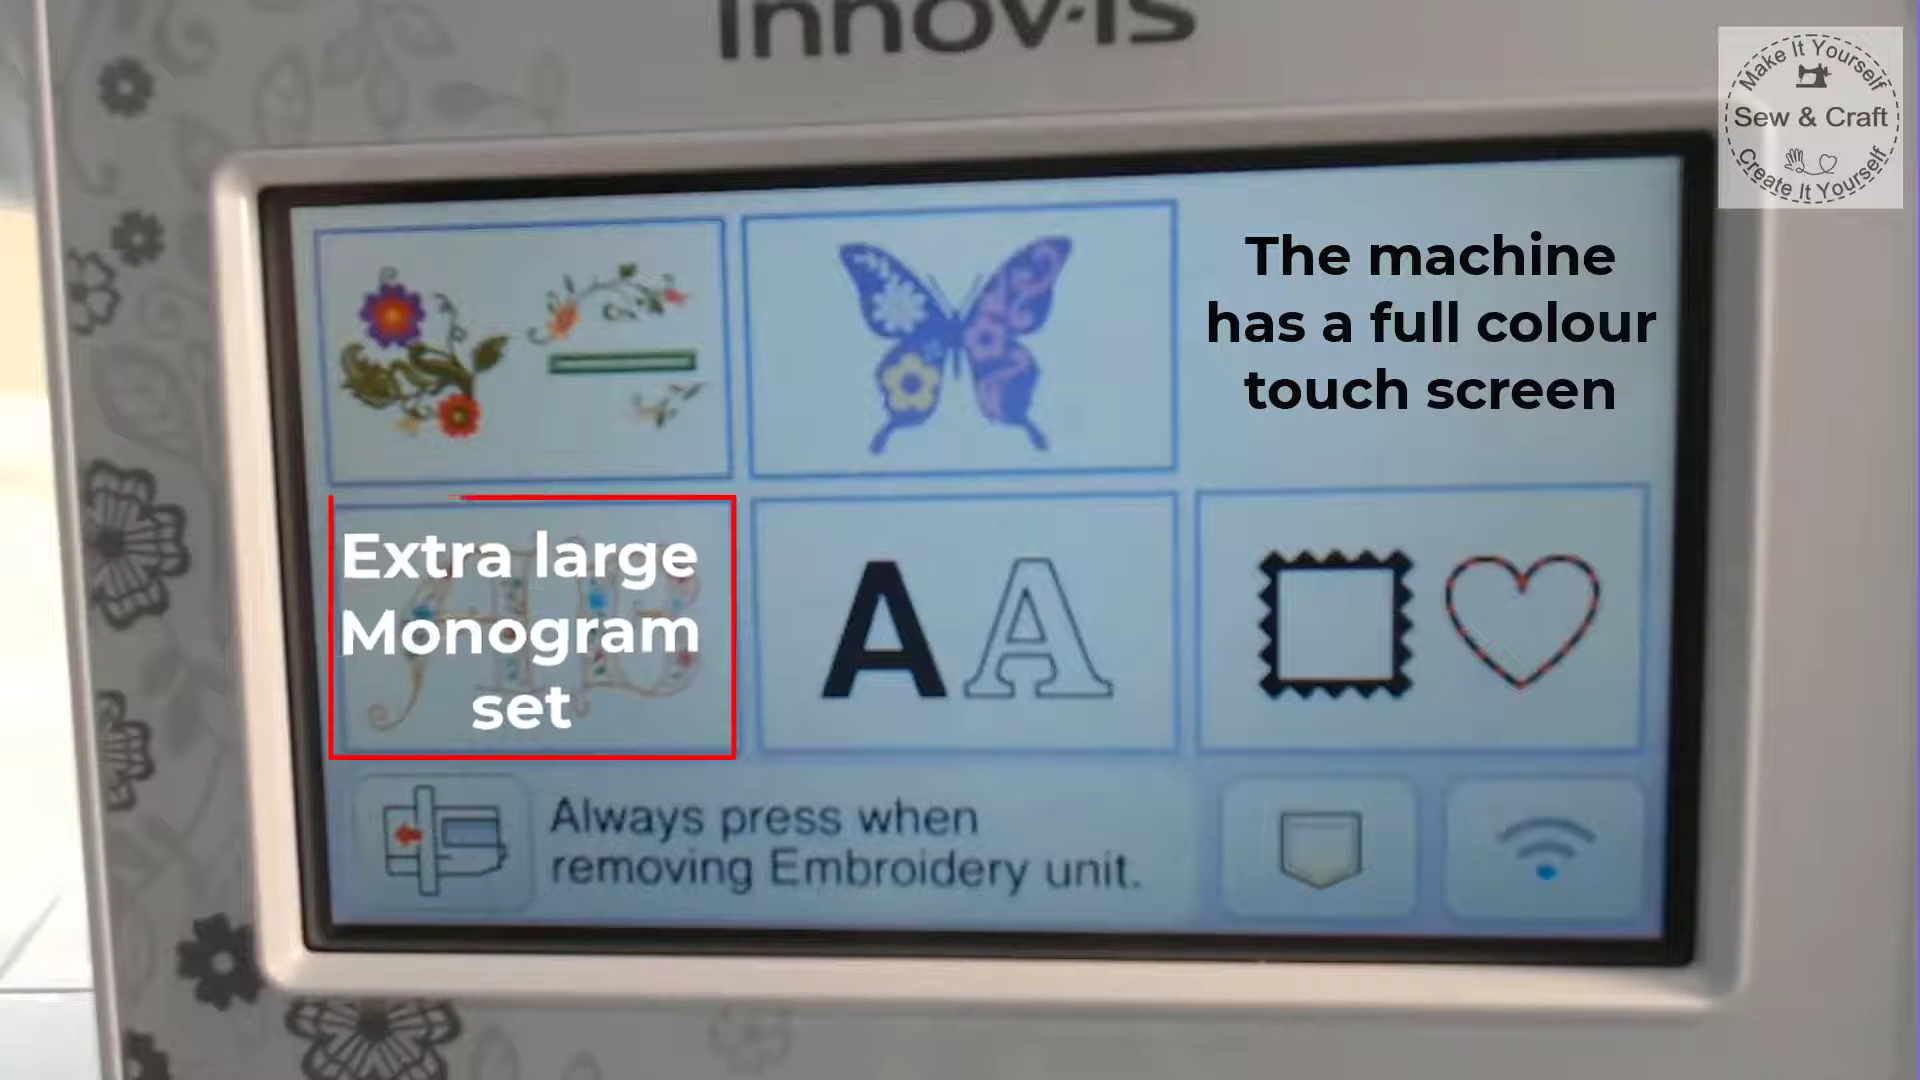 Innov-is
Make It Yourself
Sew & Craft
Create It Yourself
The machine
has a full colour
touch screen
Extra large
Monogram
set
A A
Always press when
removing Embroidery unit.